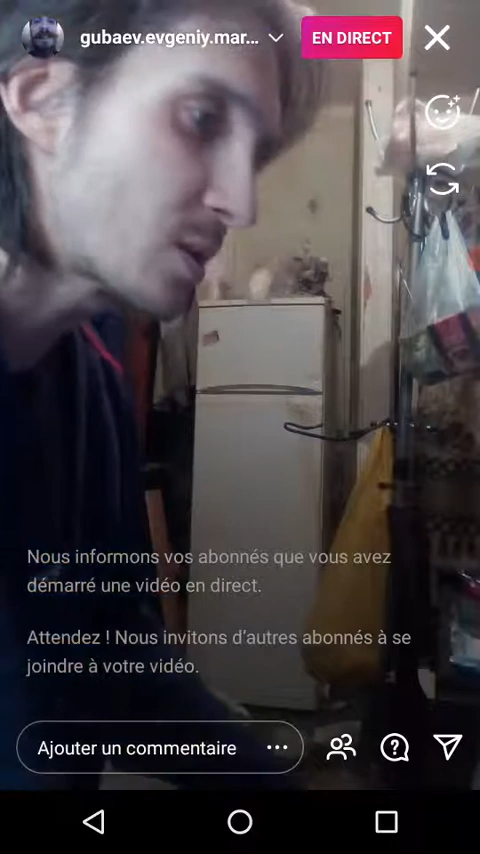 gubaev.evgeniy.mar...
EN DIRECT
Nous informons vos abonnés que vous avez
démarré une vidéo en direct.
Attendez ! Nous invitons d'autres abonnés à se
joindre à votre vidéo.
Ajouter un commentaire